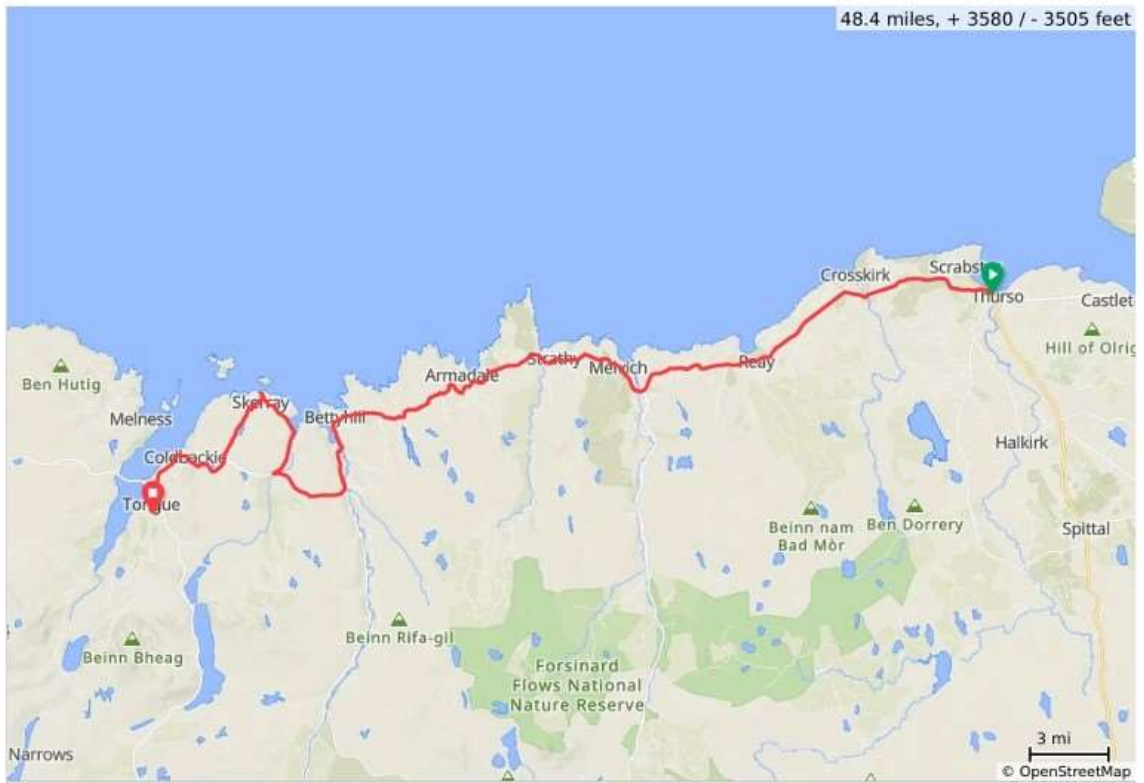 48.4 miles, + 3580 / - 3505 feet
Scrabst
Crosskirk
Thurso
Castlet
Hill of Olrig
Reay
Melvich
Strathy
Armadale
Ben Hutig
Skerray
Melness
Bettyhill
Halkirk
Coldbackie
Tongue
Beinn nam
Bad Mòr
Ben Dorrery
Spittal
Beinn Rifa-gil
Beinn Bheag
Forsinard
Flows National
Nature Reserve
Narrows
3 mi
© OpenStreetMap